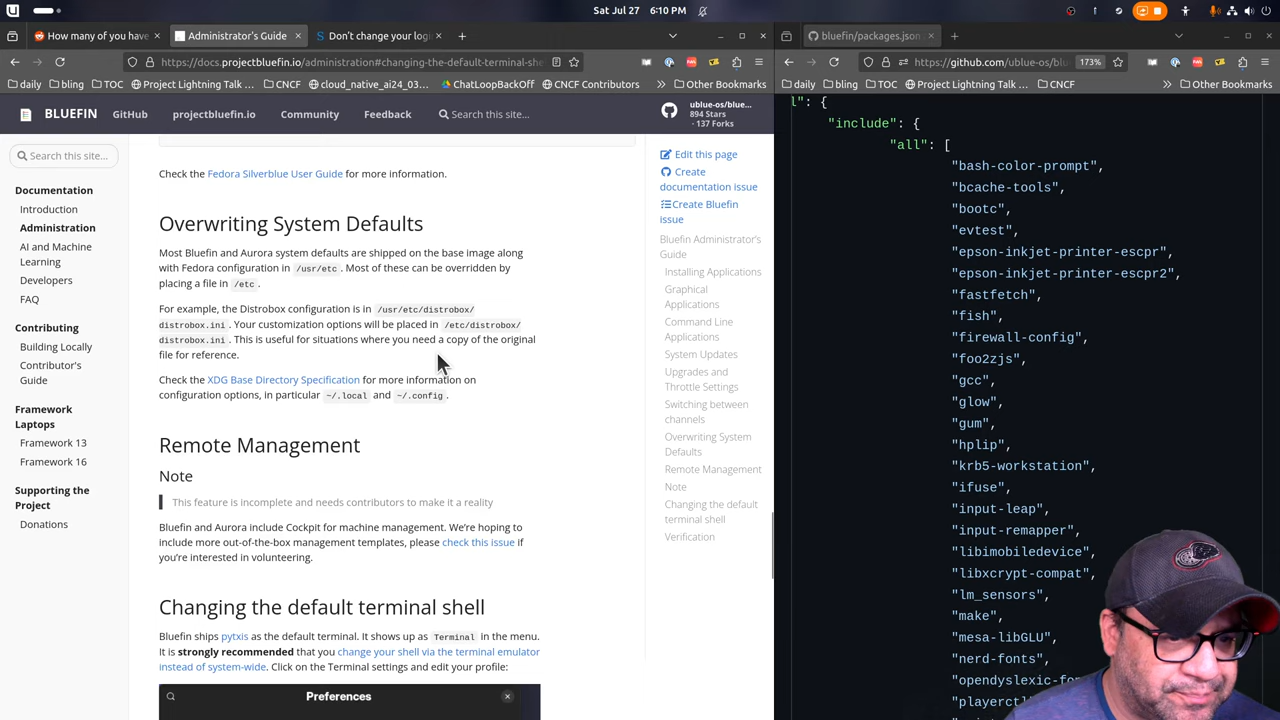 Sat Jul 27 6:10 PM
How many of you have
Administrator's Guide
Don't change your logi
bluefin/packages.json
https://docs.projectbluefin.io/administration#changing-the-default-terminal-she
https://github.com/ublue-os/blue
173%
daily bling TOC Project Lightning Talk ... CNCF cloud_native_ai24_03... ChatLoopBackOff CNCF Contributors Other Bookmarks
daily bling TOC Project Lightning Talk ... CNCF Other Bookmarks
BLUEFIN GitHub projectbluefin.io Community Feedback Search this site...
ublue-os/blue...
894 Stars
· 137 Forks
Search this site...
Documentation
Introduction
Administration
AI and Machine
Learning
Developers
FAQ
Contributing
Building Locally
Contributor's
Guide
Framework
Laptops
Framework 13
Framework 16
Supporting the
Project
Donations
Check the Fedora Silverblue User Guide for more information.
Overwriting System Defaults
Most Bluefin and Aurora system defaults are shipped on the base image along
with Fedora configuration in /usr/etc . Most of these can be overridden by
placing a file in /etc .
For example, the Distrobox configuration is in /usr/etc/distrobox/
distrobox.ini . Your customization options will be placed in /etc/distrobox/
distrobox.ini . This is useful for situations where you need a copy of the original
file for reference.
Check the XDG Base Directory Specification for more information on
configuration options, in particular ~/.local and ~/.config .
Remote Management
Note
This feature is incomplete and needs contributors to make it a reality
Bluefin and Aurora include Cockpit for machine management. We're hoping to
include more out-of-the-box management templates, please check this issue if
you're interested in volunteering.
Changing the default terminal shell
Bluefin ships pytxis as the default terminal. It shows up as Terminal in the menu.
It is strongly recommended that you change your shell via the terminal emulator
instead of system-wide. Click on the Terminal settings and edit your profile:
Preferences
Edit this page
Create
documentation issue
Create Bluefin
issue
Bluefin Administrator's
Guide
Installing Applications
Graphical
Applications
Command Line
Applications
System Updates
Upgrades and
Throttle Settings
Switching between
channels
Overwriting System
Defaults
Remote Management
Note
Changing the default
terminal shell
Verification
l": {
"include": {
"all": [
"bash-color-prompt",
"bcache-tools",
"bootc",
"evtest",
"epson-inkjet-printer-escpr",
"epson-inkjet-printer-escpr2",
"fastfetch",
"fish",
"firewall-config",
"foo2zjs",
"gcc",
"glow",
"gum",
"hplip",
"krb5-workstation",
"ifuse",
"input-leap",
"input-remapper",
"libimobiledevice",
"libxcrypt-compat",
"lm_sensors",
"make",
"mesa-libGLU",
"nerd-fonts",
"opendyslexic-fo
"playerct